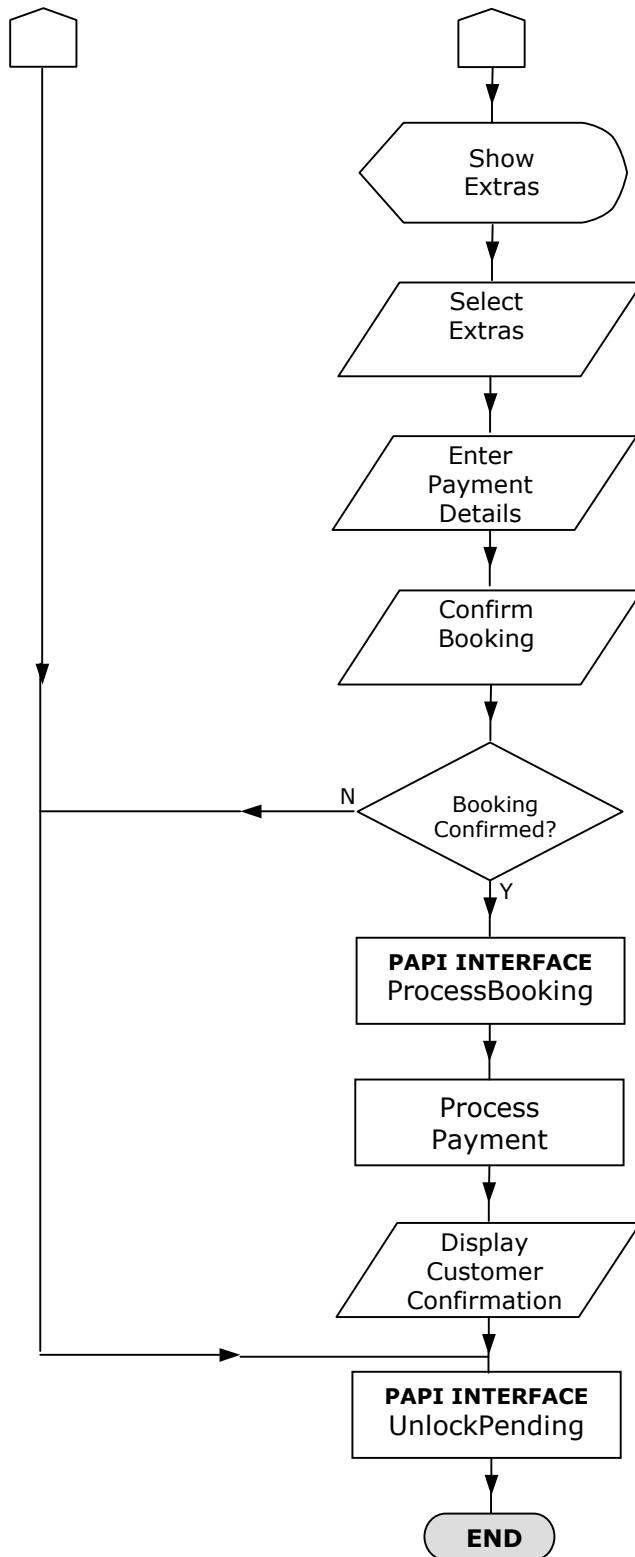 Show
Extras
Select
Extras
Enter
Payment
Details
Confirm
Booking
N
Booking
Confirmed?
Y
PAPI INTERFACE
ProcessBooking
Process
Payment
Display
Customer
Confirmation
PAPI INTERFACE
UnlockPending
END